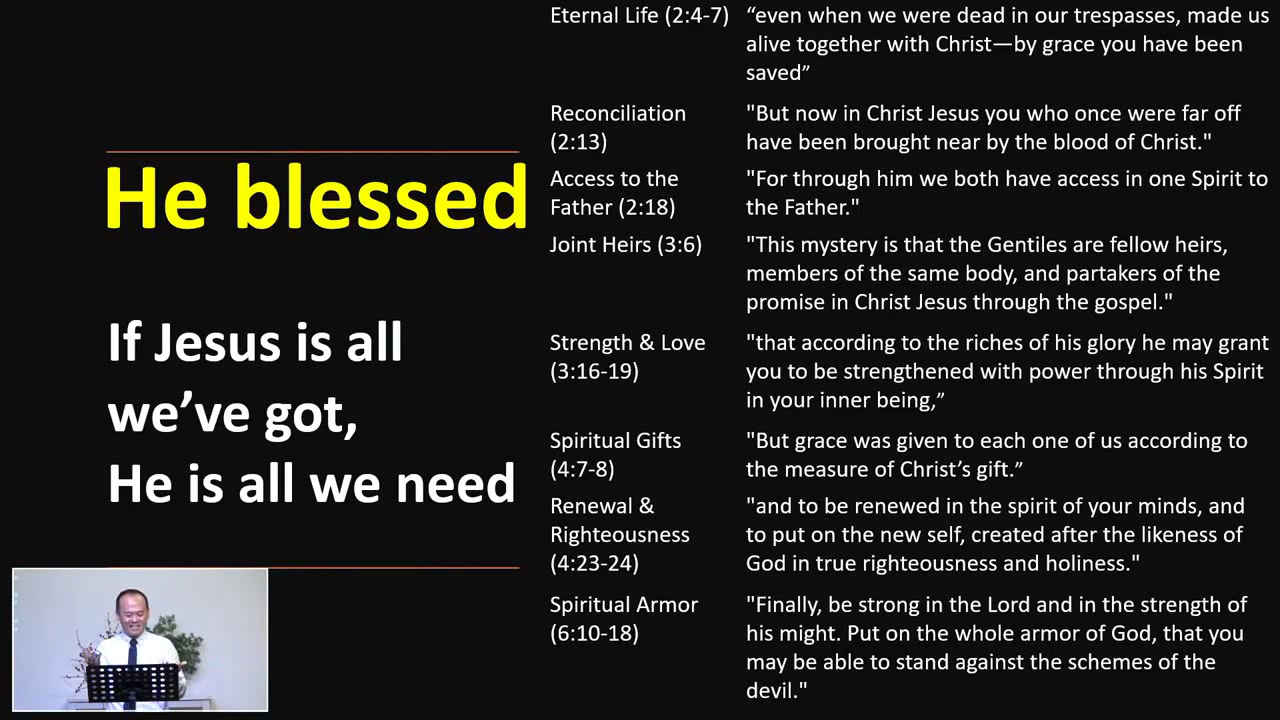 He blessed
If Jesus is all
we’ve got,
He is all we need
Eternal Life (2:4-7)
“even when we were dead in our trespasses, made us
alive together with Christ—by grace you have been
saved”
Reconciliation
(2:13)
"But now in Christ Jesus you who once were far off
have been brought near by the blood of Christ."
Access to the
Father (2:18)
"For through him we both have access in one Spirit to
the Father."
Joint Heirs (3:6)
"This mystery is that the Gentiles are fellow heirs,
members of the same body, and partakers of the
promise in Christ Jesus through the gospel."
Strength & Love
(3:16-19)
"that according to the riches of his glory he may grant
you to be strengthened with power through his Spirit
in your inner being,”
Spiritual Gifts
(4:7-8)
"But grace was given to each one of us according to
the measure of Christ’s gift.”
Renewal &
Righteousness
(4:23-24)
"and to be renewed in the spirit of your minds, and
to put on the new self, created after the likeness of
God in true righteousness and holiness."
Spiritual Armor
(6:10-18)
"Finally, be strong in the Lord and in the strength of
his might. Put on the whole armor of God, that you
may be able to stand against the schemes of the
devil."